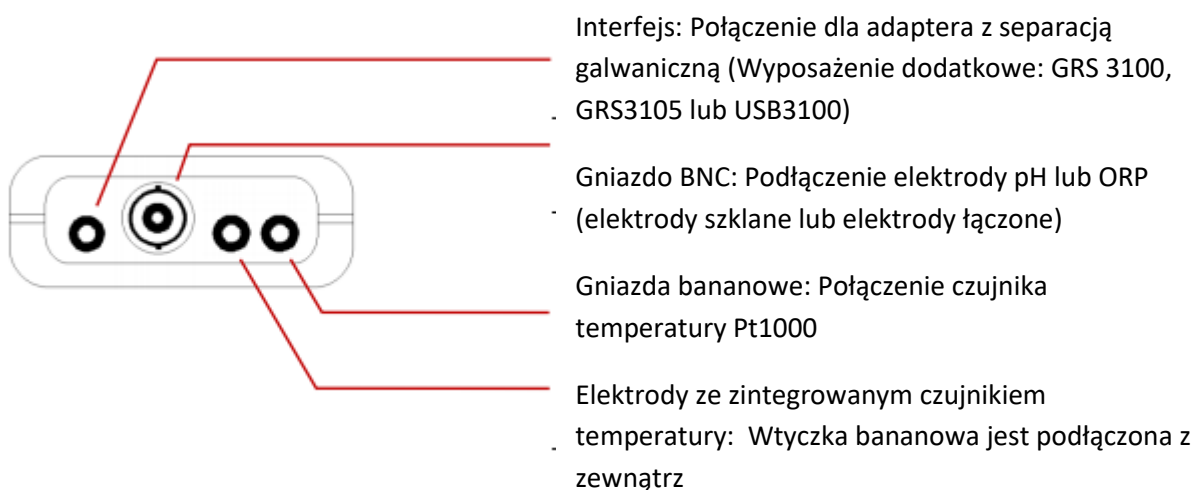 Interfejs: Połączenie dla adaptera z separacją
galwaniczną (Wyposażenie dodatkowe: GRS 3100,
GRS3105 lub USB3100)
Gniazdo BNC: Podłączenie elektrody pH lub ORP
(elektrody szklane lub elektrody łączone)
Gniazda bananowe: Połączenie czujnika
temperatury Pt1000
Elektrody ze zintegrowanym czujnikiem
temperatury:  Wtyczka bananowa jest podłączona z
zewnątrz